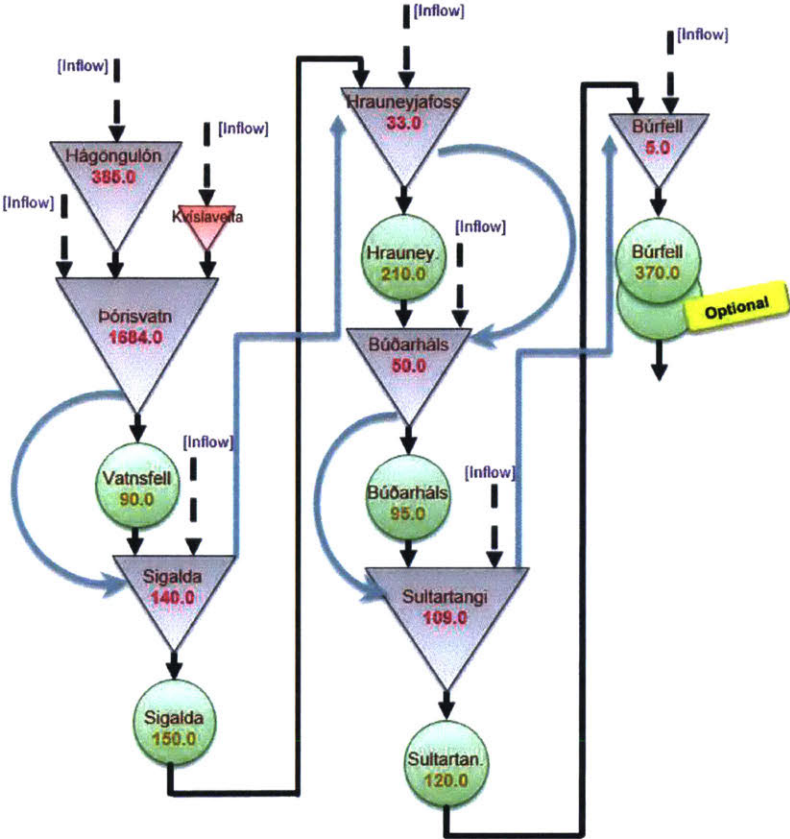 [Inflow]
Hágöngulón
385.0
[Inflow]
[Inflow]
Kvíslaveita
Þórisvatn
1684.0
Vatnsfell
90.0
[Inflow]
Sigalda
140.0
Sigalda
150.0
[Inflow]
Hrauneyjafoss
33.0
Hrauney.
210.0
[Inflow]
Búðarháls
50.0
Búðarháls
95.0
[Inflow]
Sultartangi
109.0
Sultartan.
120.0
[Inflow]
Búrfell
5.0
Búrfell
370.0
Optional